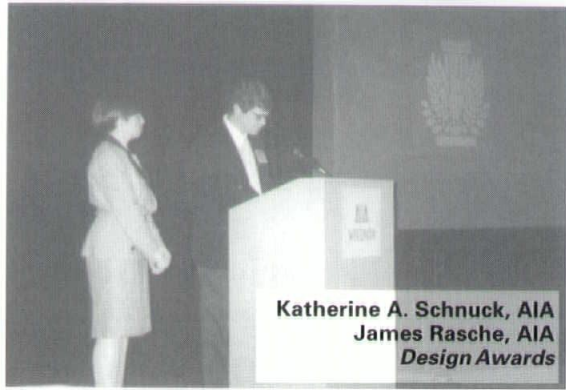 Katherine A. Schnuck, AIA
James Rasche, AIA
Design Awards